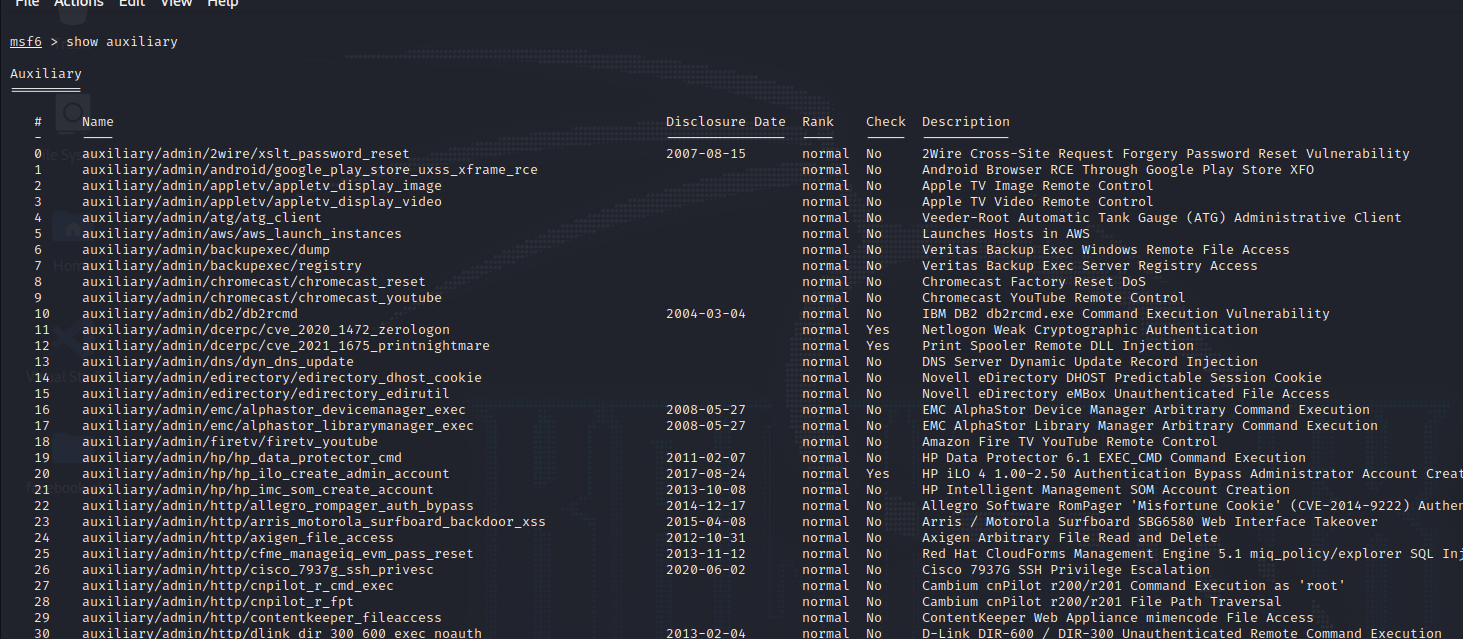 File Actions Edit View Help
msf6 > show auxiliary
Auxiliary
=========
# Name Disclosure Date Rank Check Description
- ---- --------------- ---- ----- -----------
0 auxiliary/admin/2wire/xslt_password_reset 2007-08-15 normal No 2Wire Cross-Site Request Forgery Password Reset Vulnerability
1 auxiliary/admin/android/google_play_store_uxss_xframe_rce normal No Android Browser RCE Through Google Play Store XFO
2 auxiliary/admin/appletv/appletv_display_image normal No Apple TV Image Remote Control
3 auxiliary/admin/appletv/appletv_display_video normal No Apple TV Video Remote Control
4 auxiliary/admin/atg/atg_client normal No Veeder-Root Automatic Tank Gauge (ATG) Administrative Client
5 auxiliary/admin/aws/aws_launch_instances normal No Launches Hosts in AWS
6 auxiliary/admin/backupexec/dump normal No Veritas Backup Exec Windows Remote File Access
7 auxiliary/admin/backupexec/registry normal No Veritas Backup Exec Server Registry Access
8 auxiliary/admin/chromecast/chromecast_reset normal No Chromecast Factory Reset DoS
9 auxiliary/admin/chromecast/chromecast_youtube normal No Chromecast YouTube Remote Control
10 auxiliary/admin/db2/db2rcmd 2004-03-04 normal No IBM DB2 db2rcmd.exe Command Execution Vulnerability
11 auxiliary/admin/dcerpc/cve_2020_1472_zerologon normal Yes Netlogon Weak Cryptographic Authentication
12 auxiliary/admin/dcerpc/cve_2021_1675_printnightmare normal Yes Print Spooler Remote DLL Injection
13 auxiliary/admin/dns/dyn_dns_update normal No DNS Server Dynamic Update Record Injection
14 auxiliary/admin/edirectory/edirectory_dhost_cookie normal No Novell eDirectory DHOST Predictable Session Cookie
15 auxiliary/admin/edirectory/edirectory_edirutil normal No Novell eDirectory eMBox Unauthenticated File Access
16 auxiliary/admin/emc/alphastor_devicemanager_exec 2008-05-27 normal No EMC AlphaStor Device Manager Arbitrary Command Execution
17 auxiliary/admin/emc/alphastor_librarymanager_exec 2008-05-27 normal No EMC AlphaStor Library Manager Arbitrary Command Execution
18 auxiliary/admin/firetv/firetv_youtube normal No Amazon Fire TV YouTube Remote Control
19 auxiliary/admin/hp/hp_data_protector_cmd 2011-02-07 normal No HP Data Protector 6.1 EXEC_CMD Command Execution
20 auxiliary/admin/hp/hp_ilo_create_admin_account 2017-08-24 normal Yes HP iLO 4 1.00-2.50 Authentication Bypass Administrator Account Creat
21 auxiliary/admin/hp/hp_imc_som_create_account 2013-10-08 normal No HP Intelligent Management SOM Account Creation
22 auxiliary/admin/http/allegro_rompager_auth_bypass 2014-12-17 normal No Allegro Software RomPager 'Misfortune Cookie' (CVE-2014-9222) Authen
23 auxiliary/admin/http/arris_motorola_surfboard_backdoor_xss 2015-04-08 normal No Arris / Motorola Surfboard SBG6580 Web Interface Takeover
24 auxiliary/admin/http/axigen_file_access 2012-10-31 normal No Axigen Arbitrary File Read and Delete
25 auxiliary/admin/http/cfme_manageiq_evm_pass_reset 2013-11-12 normal No Red Hat CloudForms Management Engine 5.1 miq_policy/explorer SQL Inj
26 auxiliary/admin/http/cisco_7937g_ssh_privesc 2020-06-02 normal No Cisco 7937G SSH Privilege Escalation
27 auxiliary/admin/http/cnpilot_r_cmd_exec normal No Cambium cnPilot r200/r201 Command Execution as 'root'
28 auxiliary/admin/http/cnpilot_r_fpt normal No Cambium cnPilot r200/r201 File Path Traversal
29 auxiliary/admin/http/contentkeeper_fileaccess normal No ContentKeeper Web Appliance mimencode File Access
30 auxiliary/admin/http/dlink_dir_300_600_exec_noauth 2013-02-04 normal No D-Link DIR-600 / DIR-300 Unauthenticated Remote Command Execution